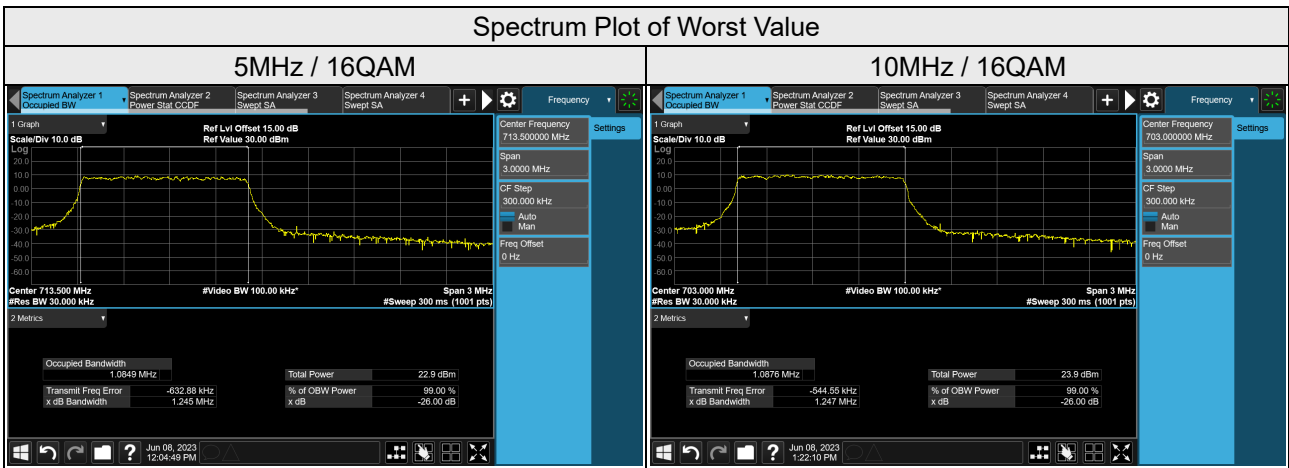 Spectrum Plot of Worst Value
5MHz / 16QAM
Spectrum Analyzer 1
Occupied BW
Spectrum Analyzer 2
Power Stat CCDF
Spectrum Analyzer 3
Swept SA
Spectrum Analyzer 4
Swept SA
+
Frequency
1 Graph
Scale/Div 10.0 dB
Ref Lvl Offset 15.00 dB
Ref Value 30.00 dBm
Log
20.0
10.0
0.00
-10.0
-20.0
-30.0
-40.0
-50.0
-60.0
Center 713.500 MHz
#Res BW 30.000 kHz
#Video BW 100.00 kHz*
Span 3 MHz
#Sweep 300 ms (1001 pts)
Center Frequency
713.500000 MHz
Settings
Span
3.0000 MHz
CF Step
300.000 kHz
Auto
Man
Freq Offset
0 Hz
2 Metrics
Occupied Bandwidth
1.0849 MHz
Total Power 22.9 dBm
Transmit Freq Error -632.88 kHz
% of OBW Power 99.00 %
x dB Bandwidth 1.245 MHz
x dB -26.00 dB
?
Jun 08, 2023
12:04:49 PM
10MHz / 16QAM
Spectrum Analyzer 1
Occupied BW
Spectrum Analyzer 2
Power Stat CCDF
Spectrum Analyzer 3
Swept SA
Spectrum Analyzer 4
Swept SA
+
Frequency
1 Graph
Scale/Div 10.0 dB
Ref Lvl Offset 15.00 dB
Ref Value 30.00 dBm
Log
20.0
10.0
0.00
-10.0
-20.0
-30.0
-40.0
-50.0
-60.0
Center 703.000 MHz
#Res BW 30.000 kHz
#Video BW 100.00 kHz*
Span 3 MHz
#Sweep 300 ms (1001 pts)
Center Frequency
703.000000 MHz
Settings
Span
3.0000 MHz
CF Step
300.000 kHz
Auto
Man
Freq Offset
0 Hz
2 Metrics
Occupied Bandwidth
1.0876 MHz
Total Power 23.9 dBm
Transmit Freq Error -544.55 kHz
% of OBW Power 99.00 %
x dB Bandwidth 1.247 MHz
x dB -26.00 dB
?
Jun 08, 2023
1:22:10 PM